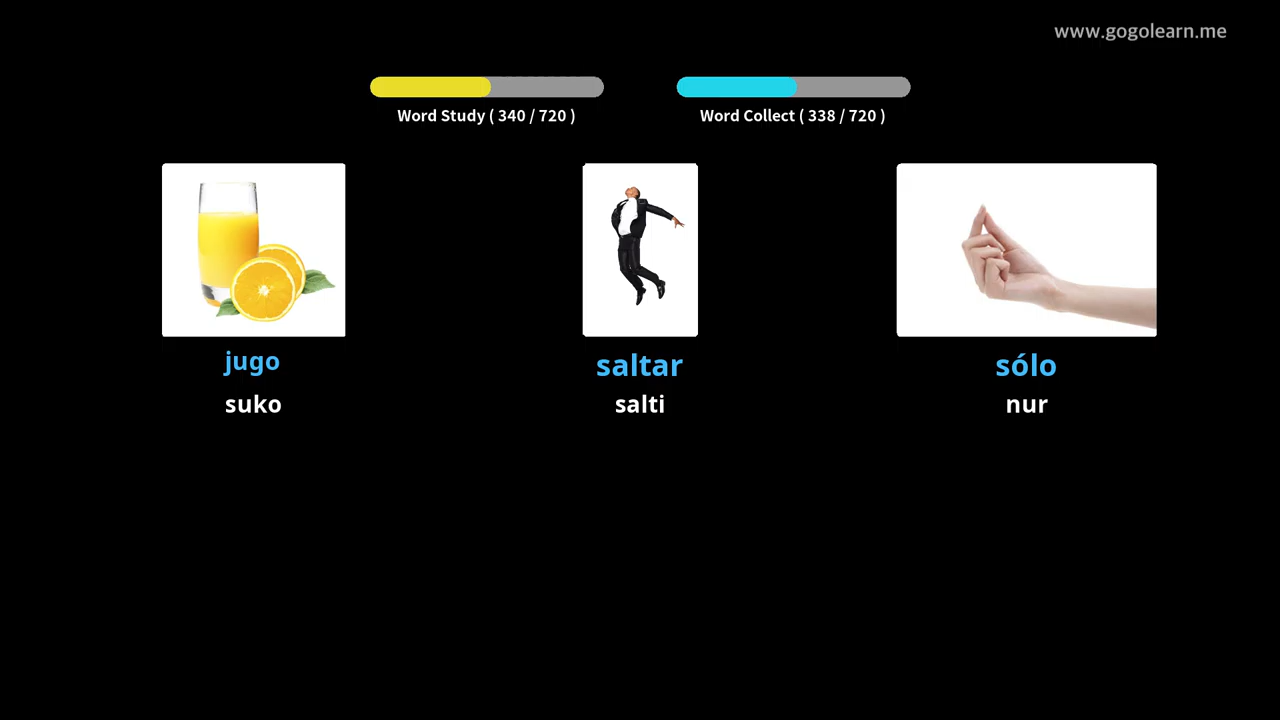 www.gogolearn.me
Word Study ( 340 / 720 )
Word Collect ( 338 / 720 )
jugo
saltar
sólo
suko
salti
nur